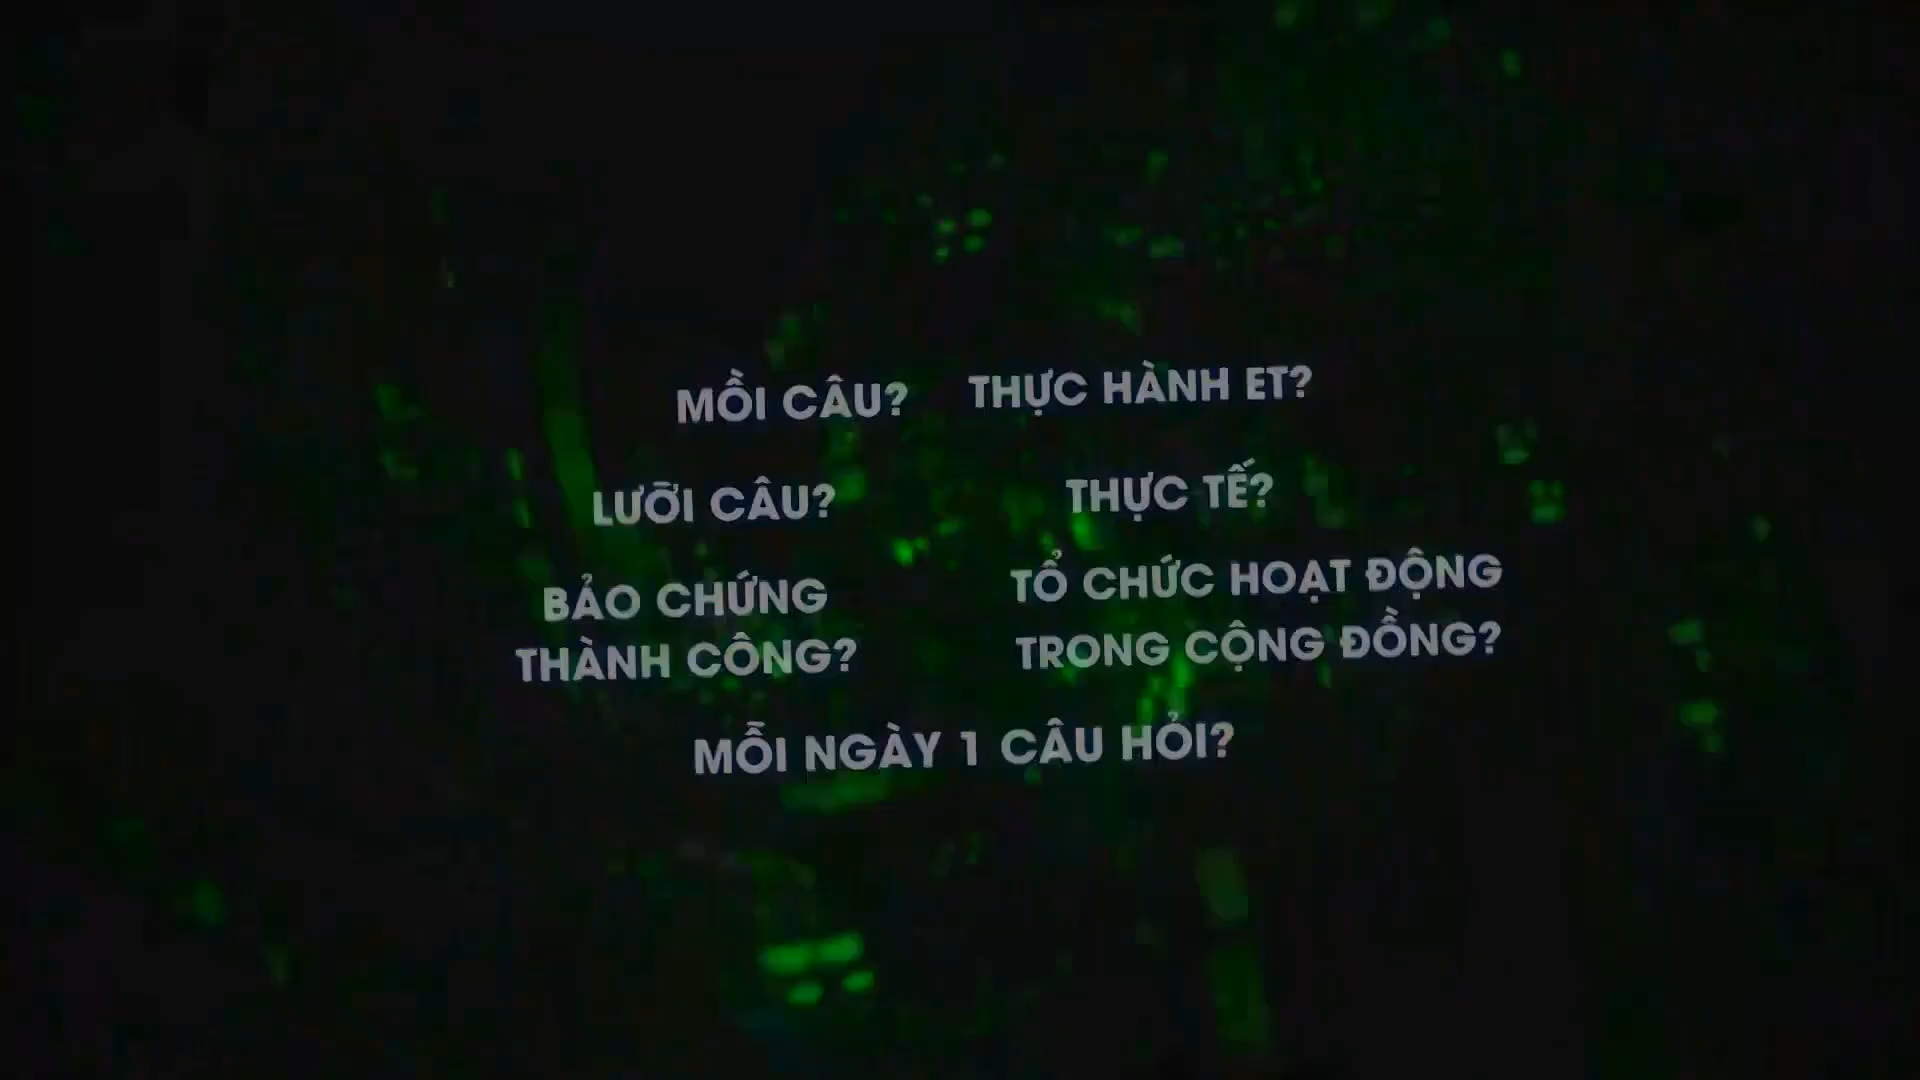 MỒI CÂU? THỰC HÀNH ET?
LƯỠI CÂU? THỰC TẾ?
BẢO CHỨNG
THÀNH CÔNG?
TỔ CHỨC HOẠT ĐỘNG
TRONG CỘNG ĐỒNG?
MỖI NGÀY 1 CÂU HỎI?